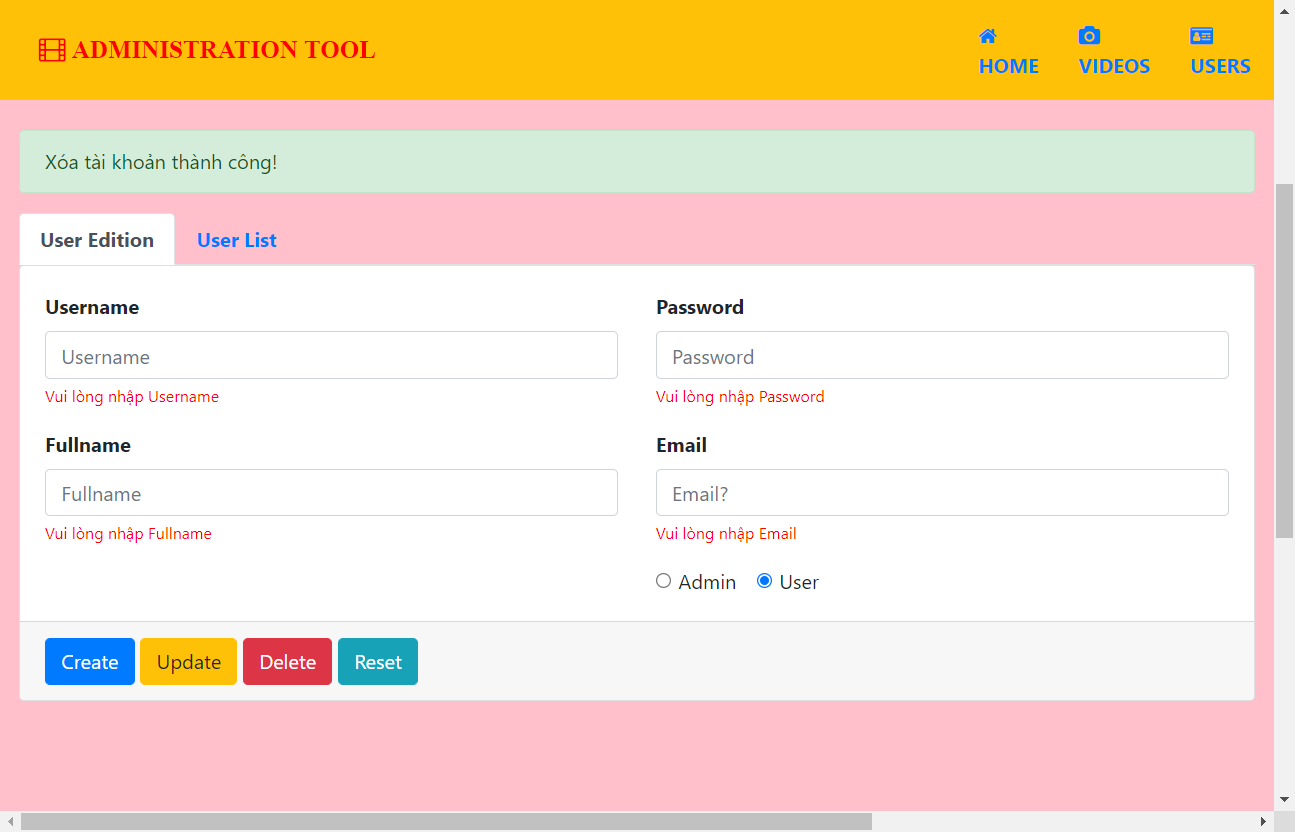 ADMINISTRATION TOOL
HOME VIDEOS USERS
Xóa tài khoản thành công!
User Edition User List
Username Password
Username Password
Vui lòng nhập Username Vui lòng nhập Password
Fullname Email
Fullname Email?
Vui lòng nhập Fullname Vui lòng nhập Email
Admin User
Create Update Delete Reset